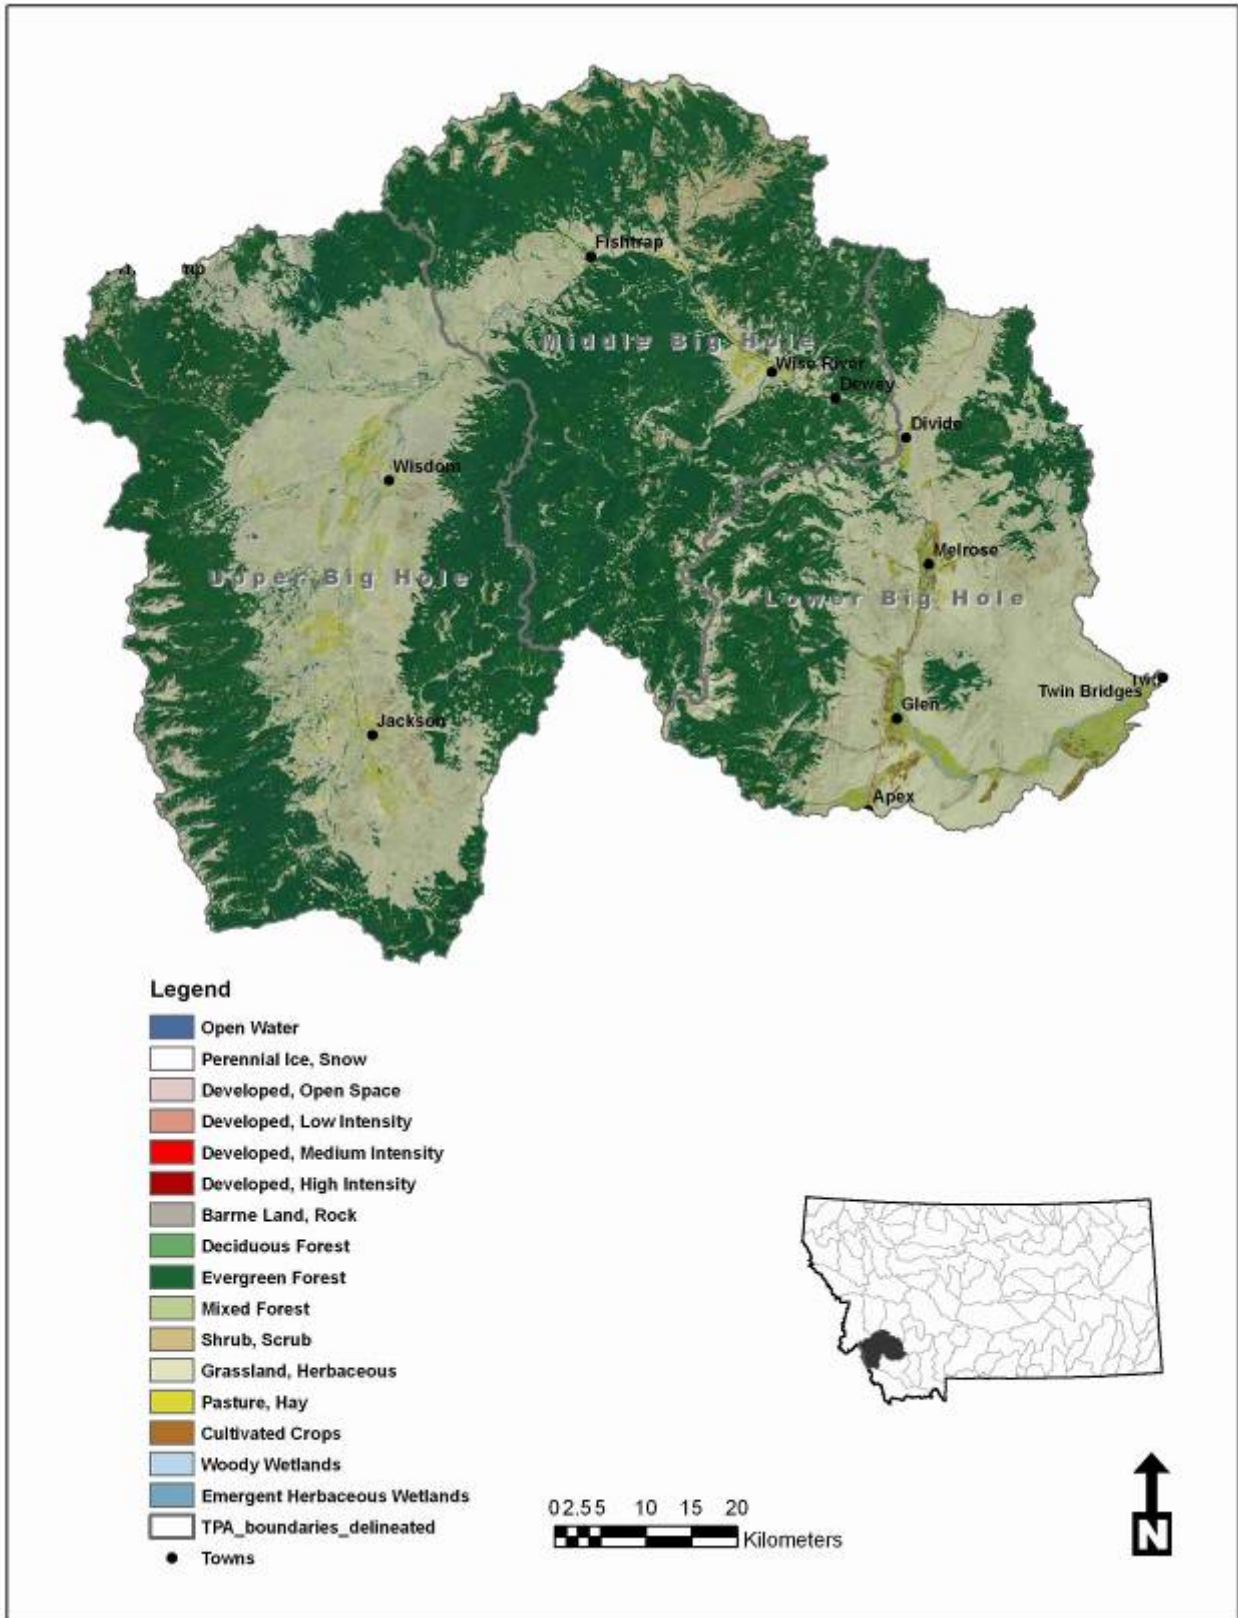 Fishtrap
Middle Big Hole
Wise River
Dewey
Divide
Wisdom
Melrose
Upper Big Hole
Lower Big Hole
Twin Bridges
Glen
Jackson
Apex
Legend
Open Water
Perennial Ice, Snow
Developed, Open Space
Developed, Low Intensity
Developed, Medium Intensity
Developed, High Intensity
Barrne Land, Rock
Deciduous Forest
Evergreen Forest
Mixed Forest
Shrub, Scrub
Grassland, Herbaceous
Pasture, Hay
Cultivated Crops
Woody Wetlands
Emergent Herbaceous Wetlands
TPA_boundaries_delineated
Towns
0 2.5 5 10 15 20
Kilometers
N